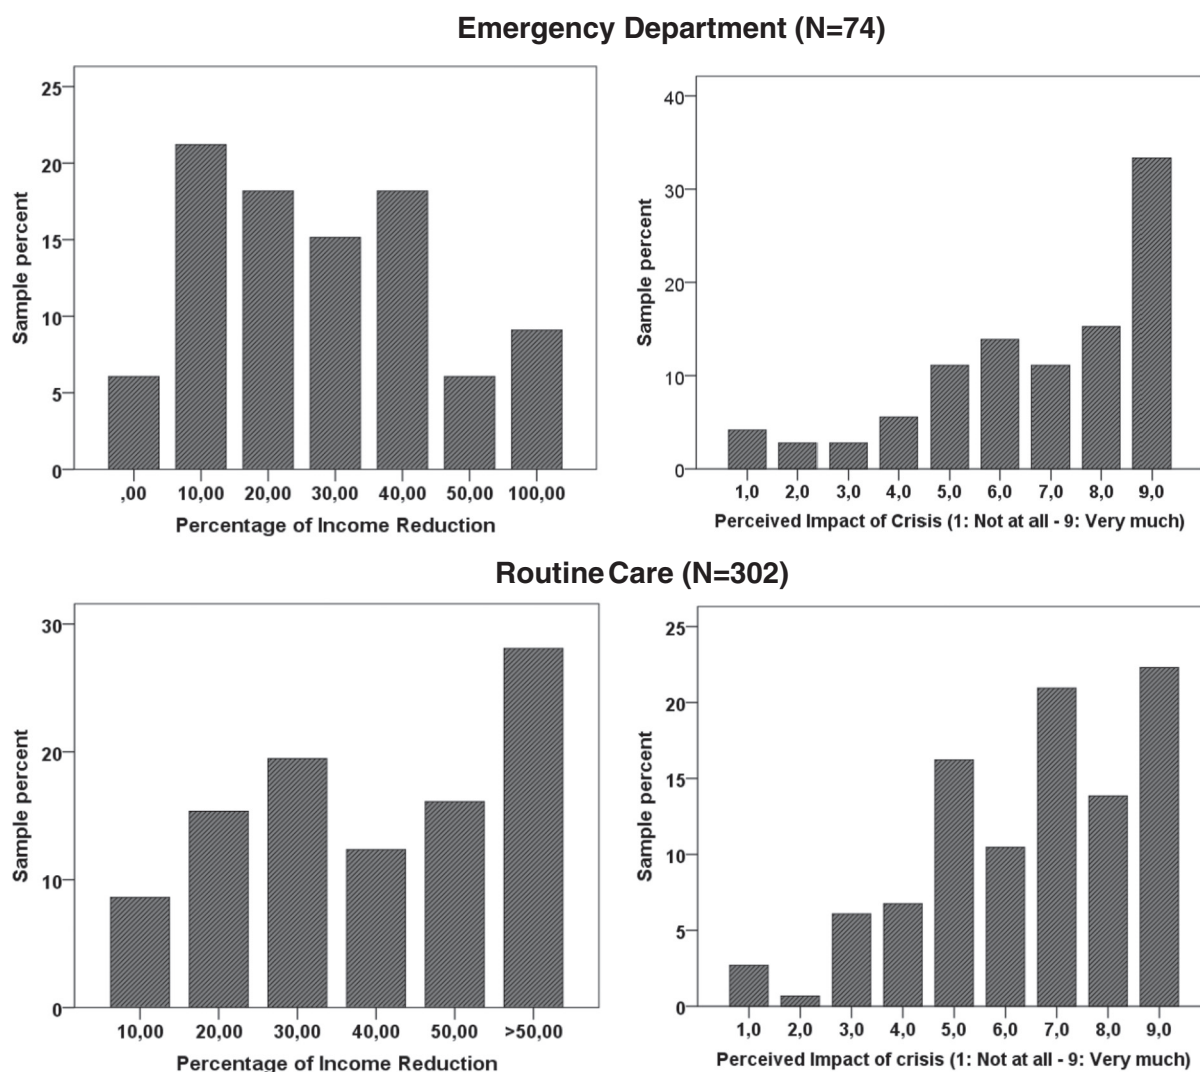 Emergency Department (N=74)
25
20
15
10
5
0
Sample percent
,00 10,00 20,00 30,00 40,00 50,00 100,00
Percentage of Income Reduction
40
30
20
10
0
Sample percent
1,0 2,0 3,0 4,0 5,0 6,0 7,0 8,0 9,0
Perceived Impact of Crisis (1: Not at all - 9: Very much)
Routine Care (N=302)
30
20
10
0
Sample percent
10,00 20,00 30,00 40,00 50,00 >50,00
Percentage of Income Reduction
25
20
15
10
5
0
Sample percent
1,0 2,0 3,0 4,0 5,0 6,0 7,0 8,0 9,0
Perceived Impact of crisis (1: Not at all - 9: Very much)